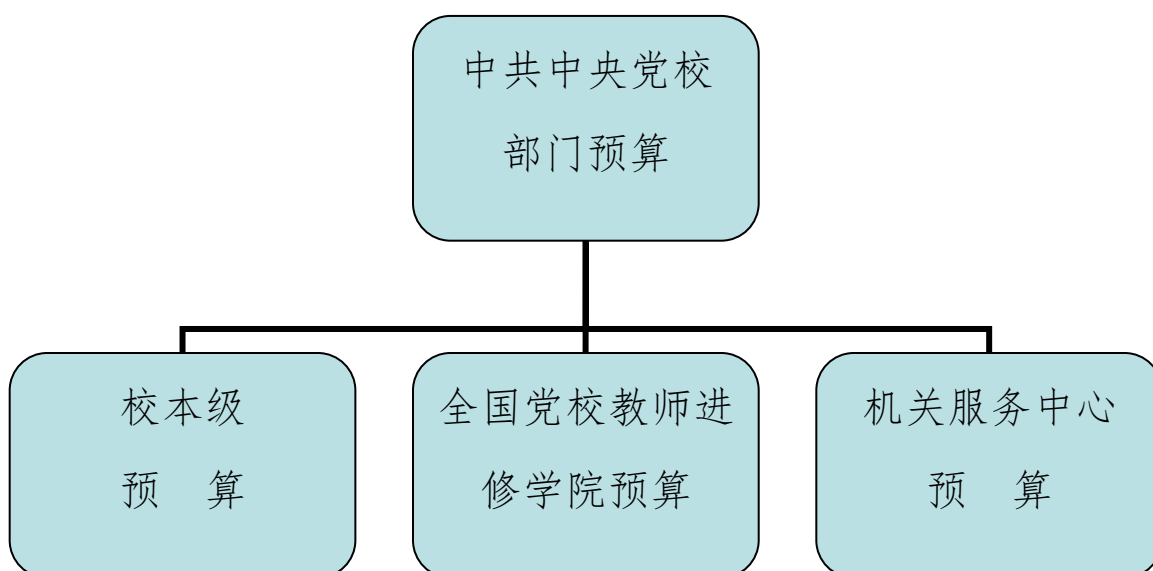 中共中央党校
部门预算
校本级
预　算
全国党校教师进
修学院预算
机关服务中心
预　算